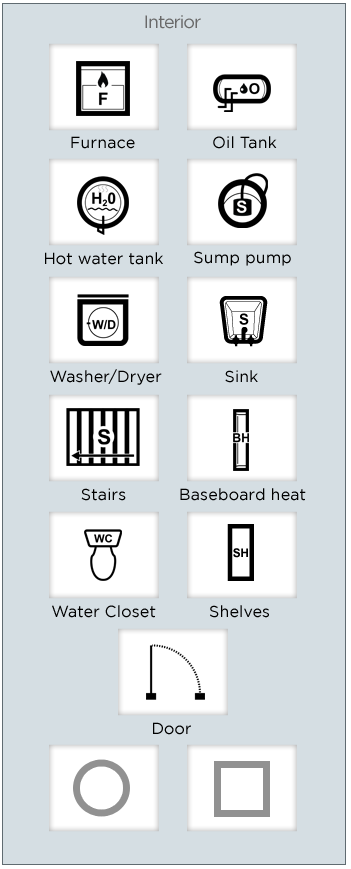 Interior
F
O
Furnace
Oil Tank
H₂0
S
Hot water tank
Sump pump
W/D
S
Washer/Dryer
Sink
S
BH
Stairs
Baseboard heat
WC
SH
Water Closet
Shelves
Door